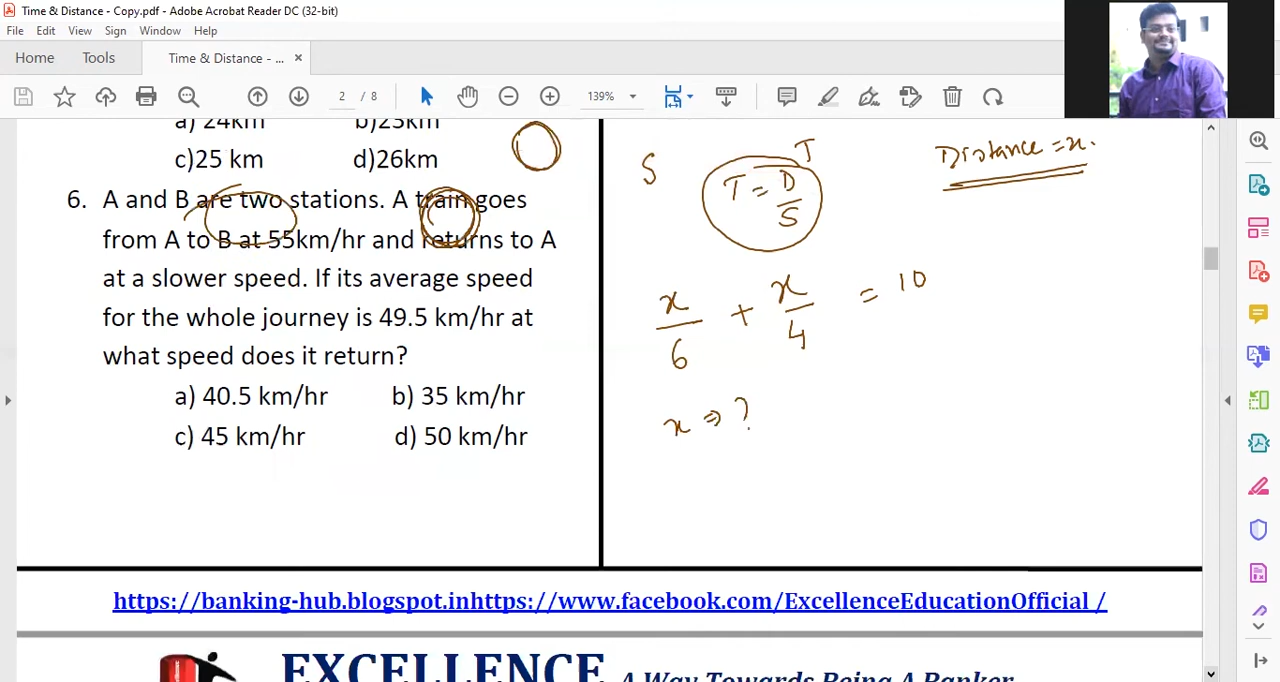 Time & Distance - Copy.pdf - Adobe Acrobat Reader DC (32-bit)
File Edit View Sign Window Help
Home Tools Time & Distance - ... ×
2 / 8 139%
a) 24km b)23km
c)25 km d)26km
6. A and B are two stations. A train goes
from A to B at 55km/hr and returns to A
at a slower speed. If its average speed
for the whole journey is 49.5 km/hr at
what speed does it return?
a) 40.5 km/hr b) 35 km/hr
c) 45 km/hr d) 50 km/hr
S T
T = D/S
Distance = x.
x/6 + x/4 = 10
x ⇒ ?
https://banking-hub.blogspot.inhttps://www.facebook.com/ExcellenceEducationOfficial /
EXCELLENCE A Way Towards Being A Banker